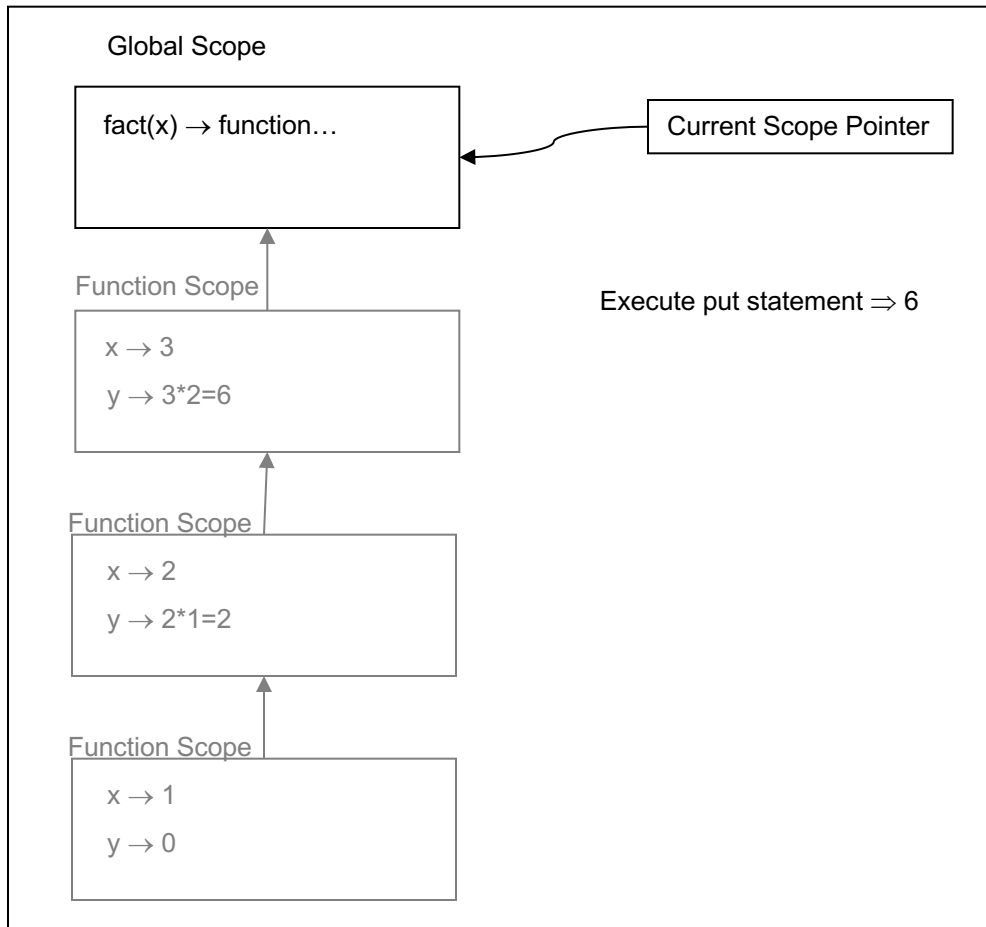 Global Scope
fact(x) → function…
Current Scope Pointer
Function Scope
Execute put statement ⇒ 6
x → 3
y → 3*2=6
Function Scope
x → 2
y → 2*1=2
Function Scope
x → 1
y → 0